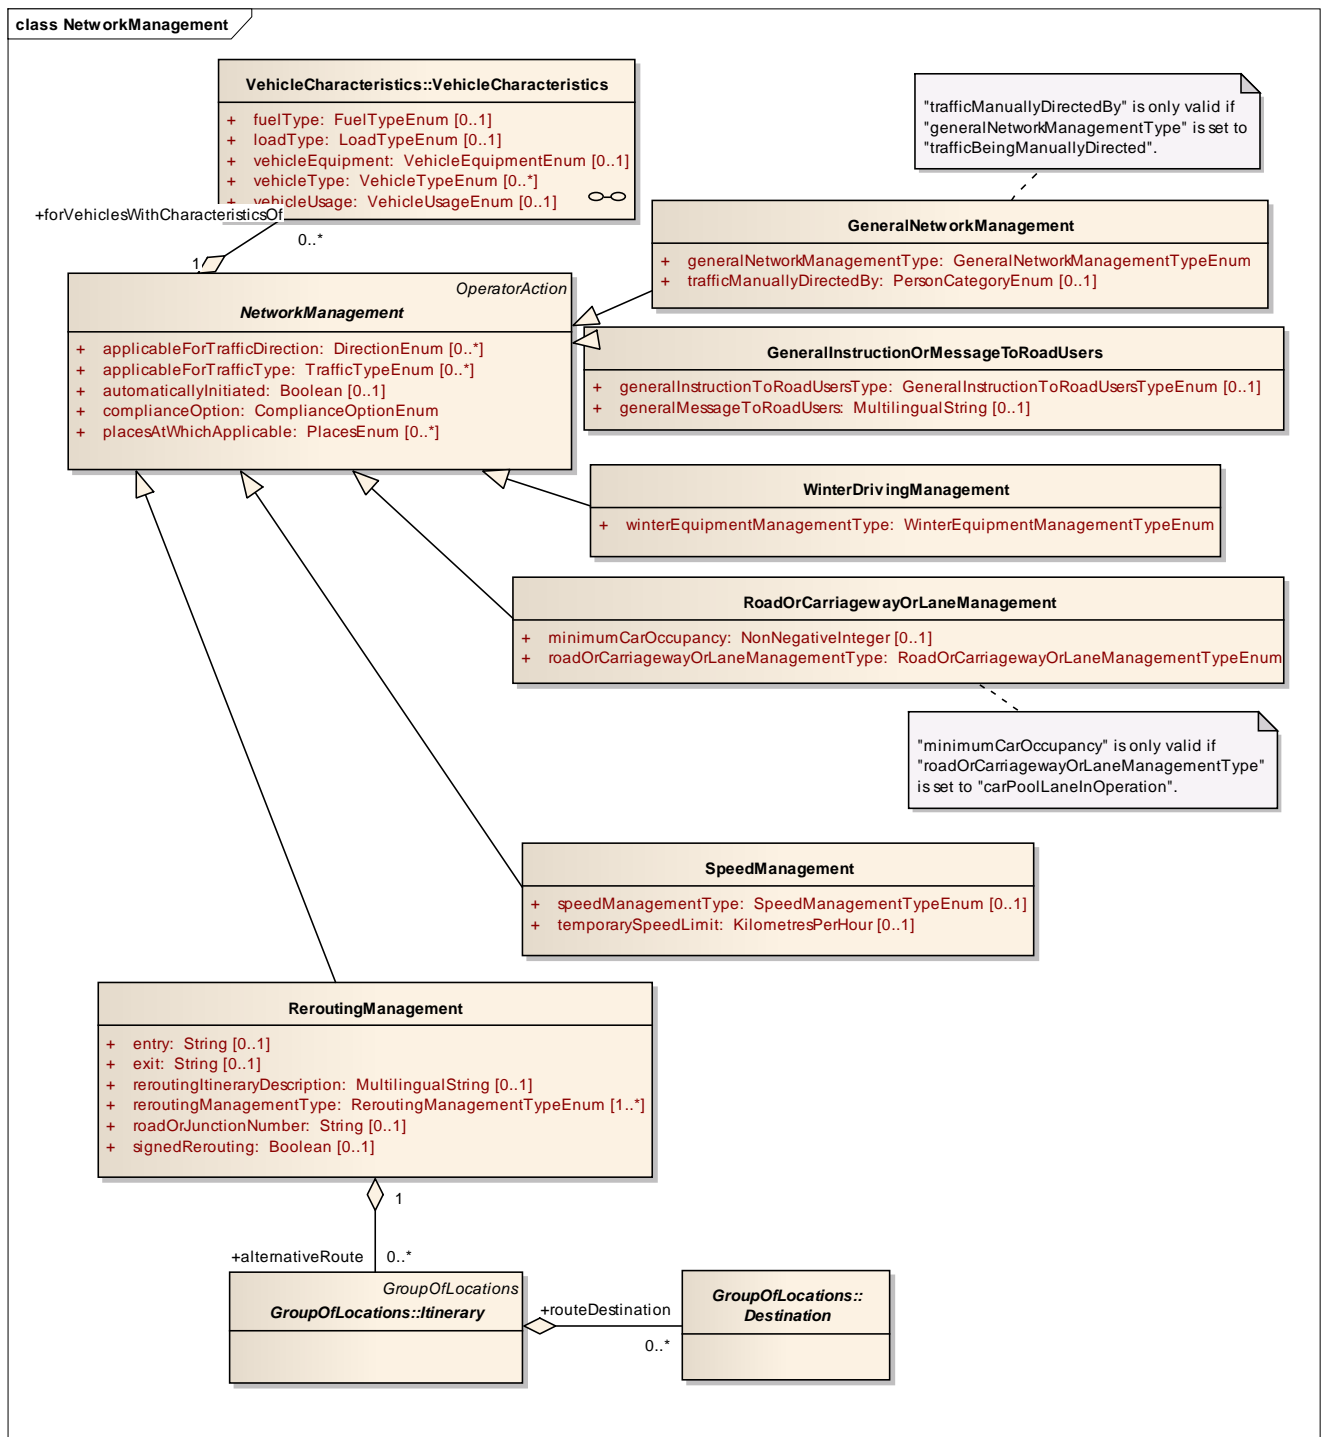 class NetworkManagement
VehicleCharacteristics::VehicleCharacteristics
+ fuelType: FuelTypeEnum [0..1]
+ loadType: LoadTypeEnum [0..1]
+ vehicleEquipment: VehicleEquipmentEnum [0..1]
+ vehicleType: VehicleTypeEnum [0..*]
+ vehicleUsage: VehicleUsageEnum [0..1]
"trafficManuallyDirectedBy" is only valid if
"generalNetworkManagementType" is set to
"trafficBeingManuallyDirected".
+forVehiclesWithCharacteristicsOf
0..*
1
GeneralNetworkManagement
+ generalNetworkManagementType: GeneralNetworkManagementTypeEnum
+ trafficManuallyDirectedBy: PersonCategoryEnum [0..1]
OperatorAction
NetworkManagement
+ applicableForTrafficDirection: DirectionEnum [0..*]
+ applicableForTrafficType: TrafficTypeEnum [0..*]
+ automaticallyInitiated: Boolean [0..1]
+ complianceOption: ComplianceOptionEnum
+ placesAtWhichApplicable: PlacesEnum [0..*]
GeneralInstructionOrMessageToRoadUsers
+ generalInstructionToRoadUsersType: GeneralInstructionToRoadUsersTypeEnum [0..1]
+ generalMessageToRoadUsers: MultilingualString [0..1]
WinterDrivingManagement
+ winterEquipmentManagementType: WinterEquipmentManagementTypeEnum
RoadOrCarriagewayOrLaneManagement
+ minimumCarOccupancy: NonNegativeInteger [0..1]
+ roadOrCarriagewayOrLaneManagementType: RoadOrCarriagewayOrLaneManagementTypeEnum
"minimumCarOccupancy" is only valid if
"roadOrCarriagewayOrLaneManagementType"
is set to "carPoolLaneInOperation".
SpeedManagement
+ speedManagementType: SpeedManagementTypeEnum [0..1]
+ temporarySpeedLimit: KilometresPerHour [0..1]
ReroutingManagement
+ entry: String [0..1]
+ exit: String [0..1]
+ reroutingItineraryDescription: MultilingualString [0..1]
+ reroutingManagementType: ReroutingManagementTypeEnum [1..*]
+ roadOrJunctionNumber: String [0..1]
+ signedRerouting: Boolean [0..1]
1
+alternativeRoute 0..*
GroupOfLocations
GroupOfLocations::Itinerary
+routeDestination
0..*
GroupOfLocations::
Destination